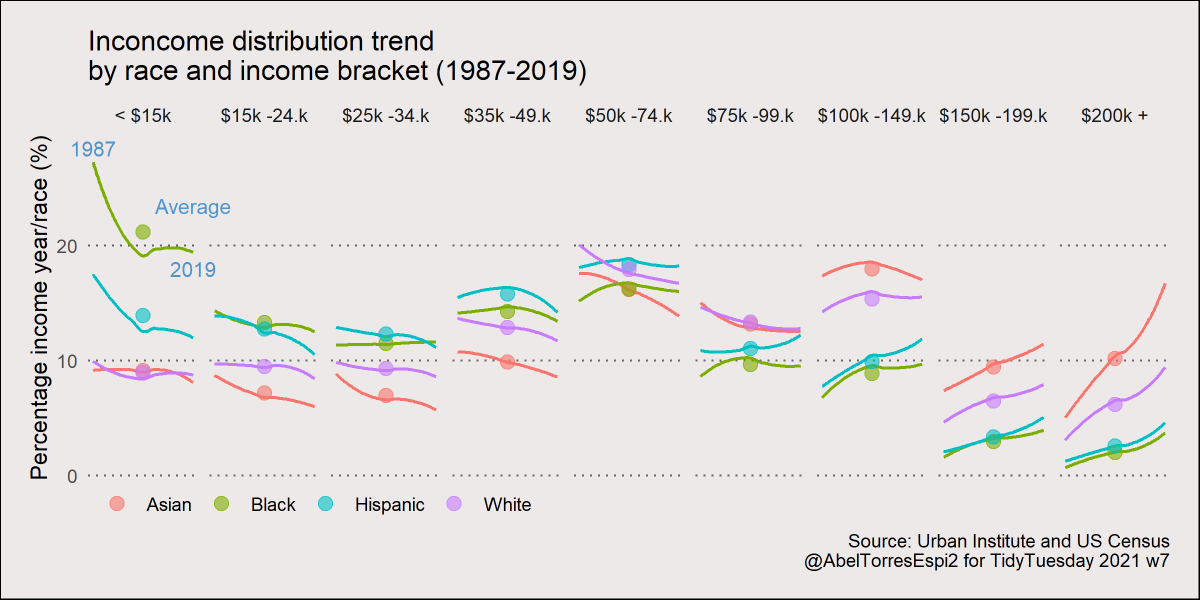 Inconcome distribution trend
by race and income bracket (1987-2019)
< $15k $15k -24.k $25k -34.k $35k -49.k $50k -74.k $75k -99.k $100k -149.k $150k -199.k $200k +
Percentage income year/race (%)
1987
Average
2019
20
10
0
Asian Black Hispanic White
Source: Urban Institute and US Census
@AbelTorresEspi2 for TidyTuesday 2021 w7